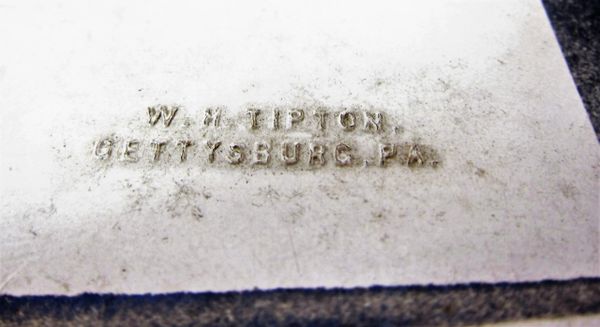 W. H. TIPTON.
GETTYSBURG, PA.